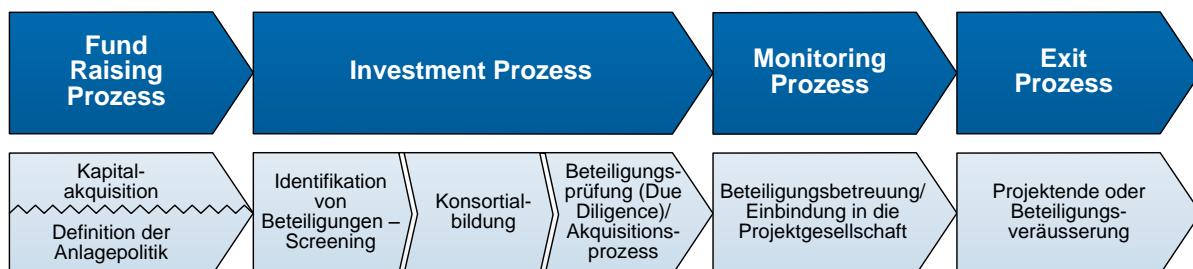 Fund
Raising
Prozess
Investment Prozess
Monitoring
Prozess
Exit
Prozess
Kapital-
akquisition
Definition der
Anlagepolitik
Identifikation
von
Beteiligungen –
Screening
Konsortial-
bildung
Beteiligungs-
prüfung (Due
Diligence)/
Akquisitions-
prozess
Beteiligungsbetreuung/
Einbindung in die
Projektgesellschaft
Projektende oder
Beteiligungs-
veräusserung